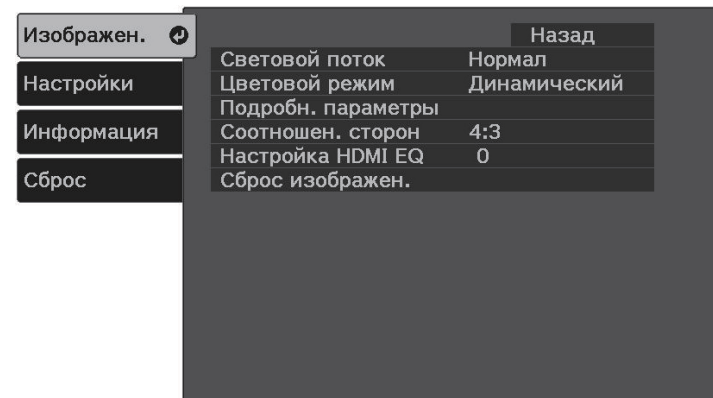 Изображен.
Назад
Световой поток Нормал
Настройки
Цветовой режим Динамический
Подробн. параметры
Информация
Соотношен. сторон 4:3
Настройка HDMI EQ 0
Сброс
Сброс изображен.